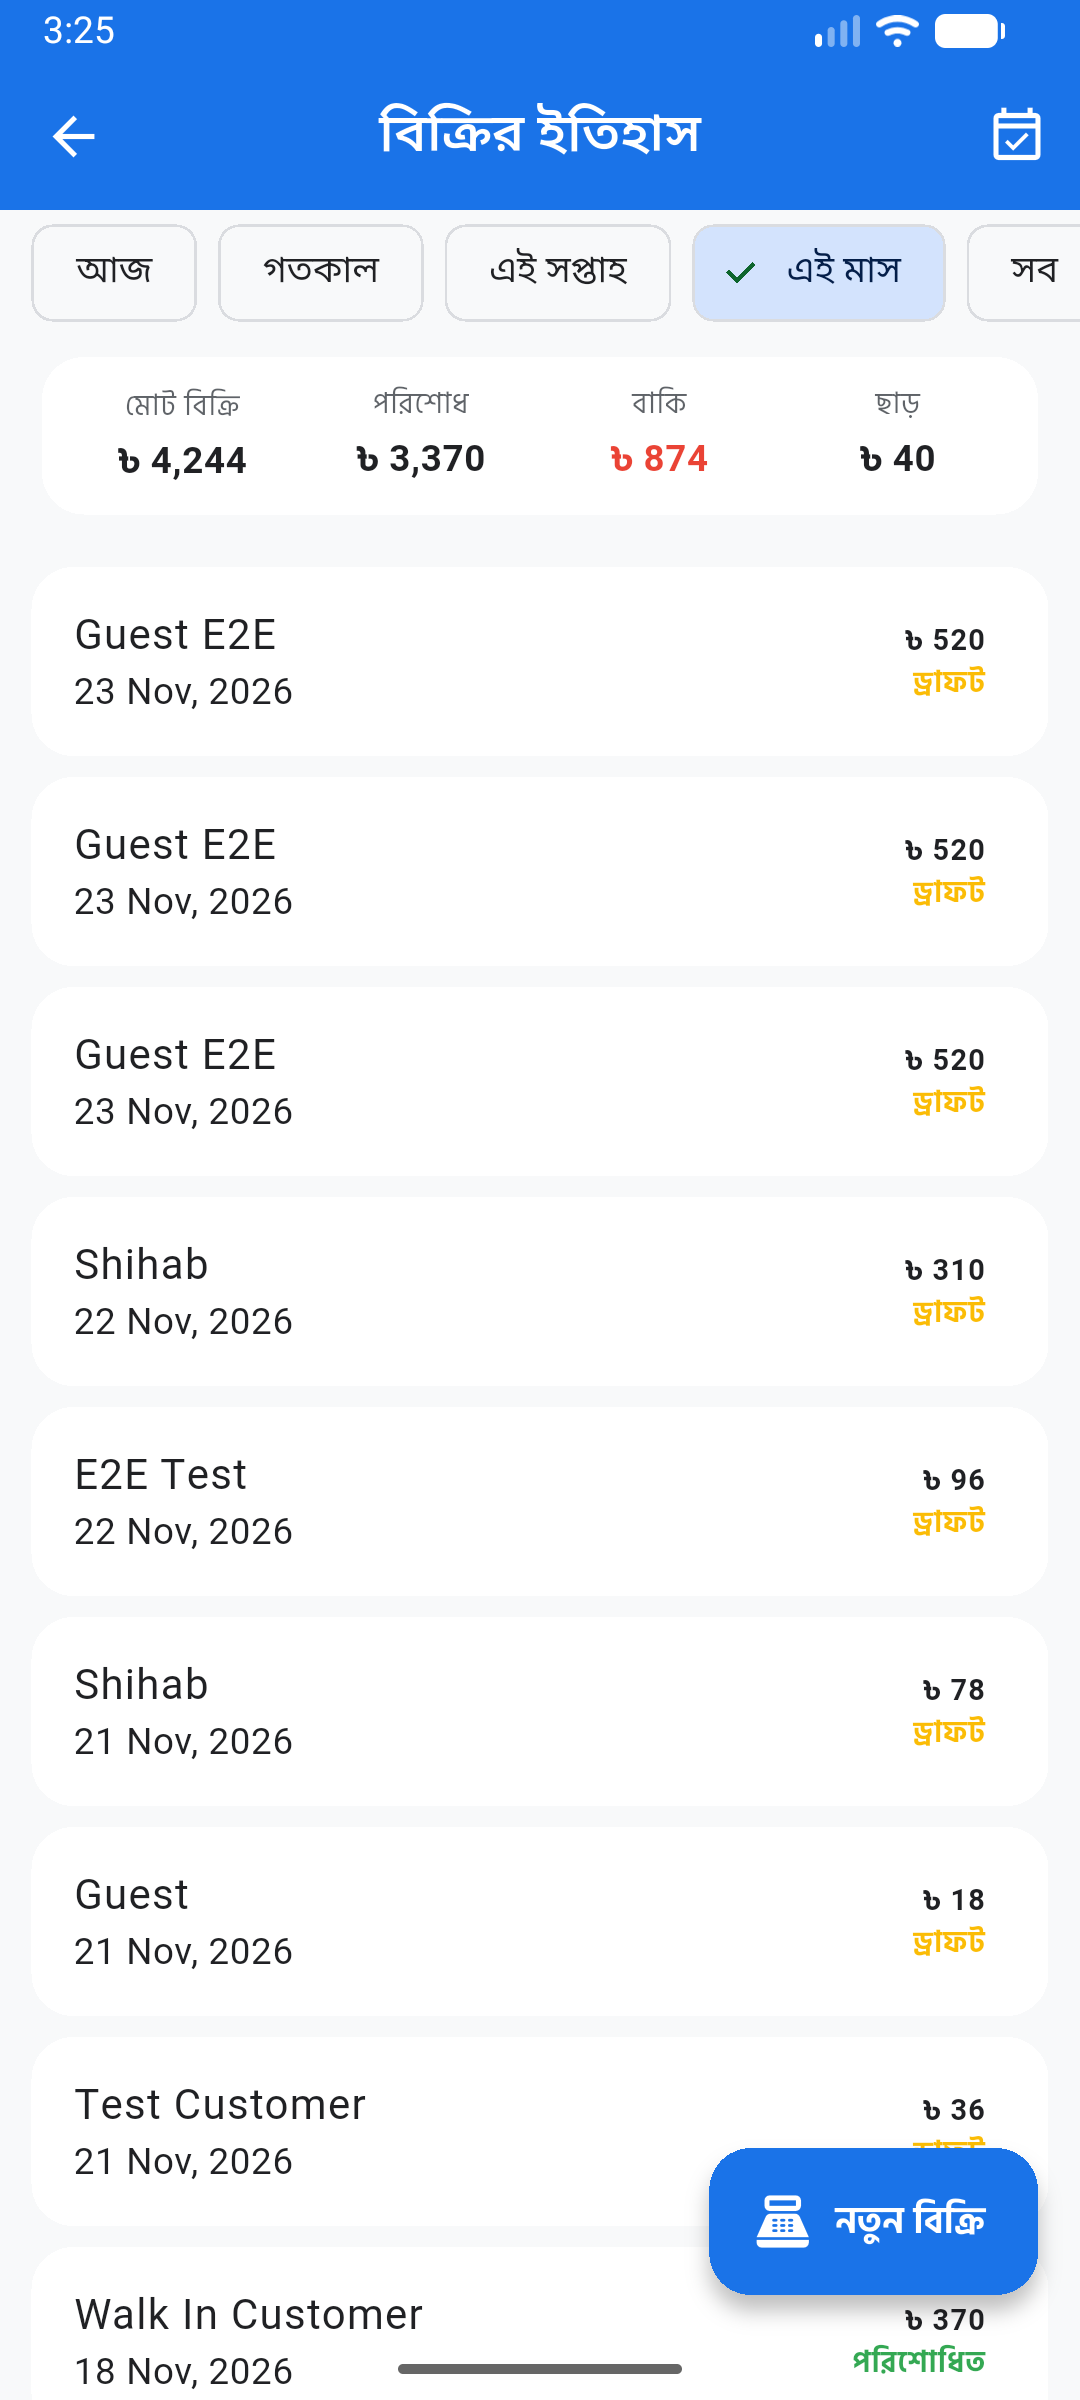 3:25
বিক্রির ইতিহাস
আজ
গতকাল
এই সপ্তাহ
এই মাস
সব
মোট বিক্রি
পরিশোধ
বাকি
ছাড়
৳ 4,244
৳ 3,370
৳ 874
৳ 40
Guest E2E
৳ 520
23 Nov, 2026
ড্রাফট
Guest E2E
৳ 520
23 Nov, 2026
ড্রাফট
Guest E2E
৳ 520
23 Nov, 2026
ড্রাফট
Shihab
৳ 310
22 Nov, 2026
ড্রাফট
E2E Test
৳ 96
22 Nov, 2026
ড্রাফট
Shihab
৳ 78
21 Nov, 2026
ড্রাফট
Guest
৳ 18
21 Nov, 2026
ড্রাফট
Test Customer
৳ 36
21 Nov, 2026
নতুন বিক্রি
Walk In Customer
৳ 370
18 Nov, 2026
পরিশোধিত